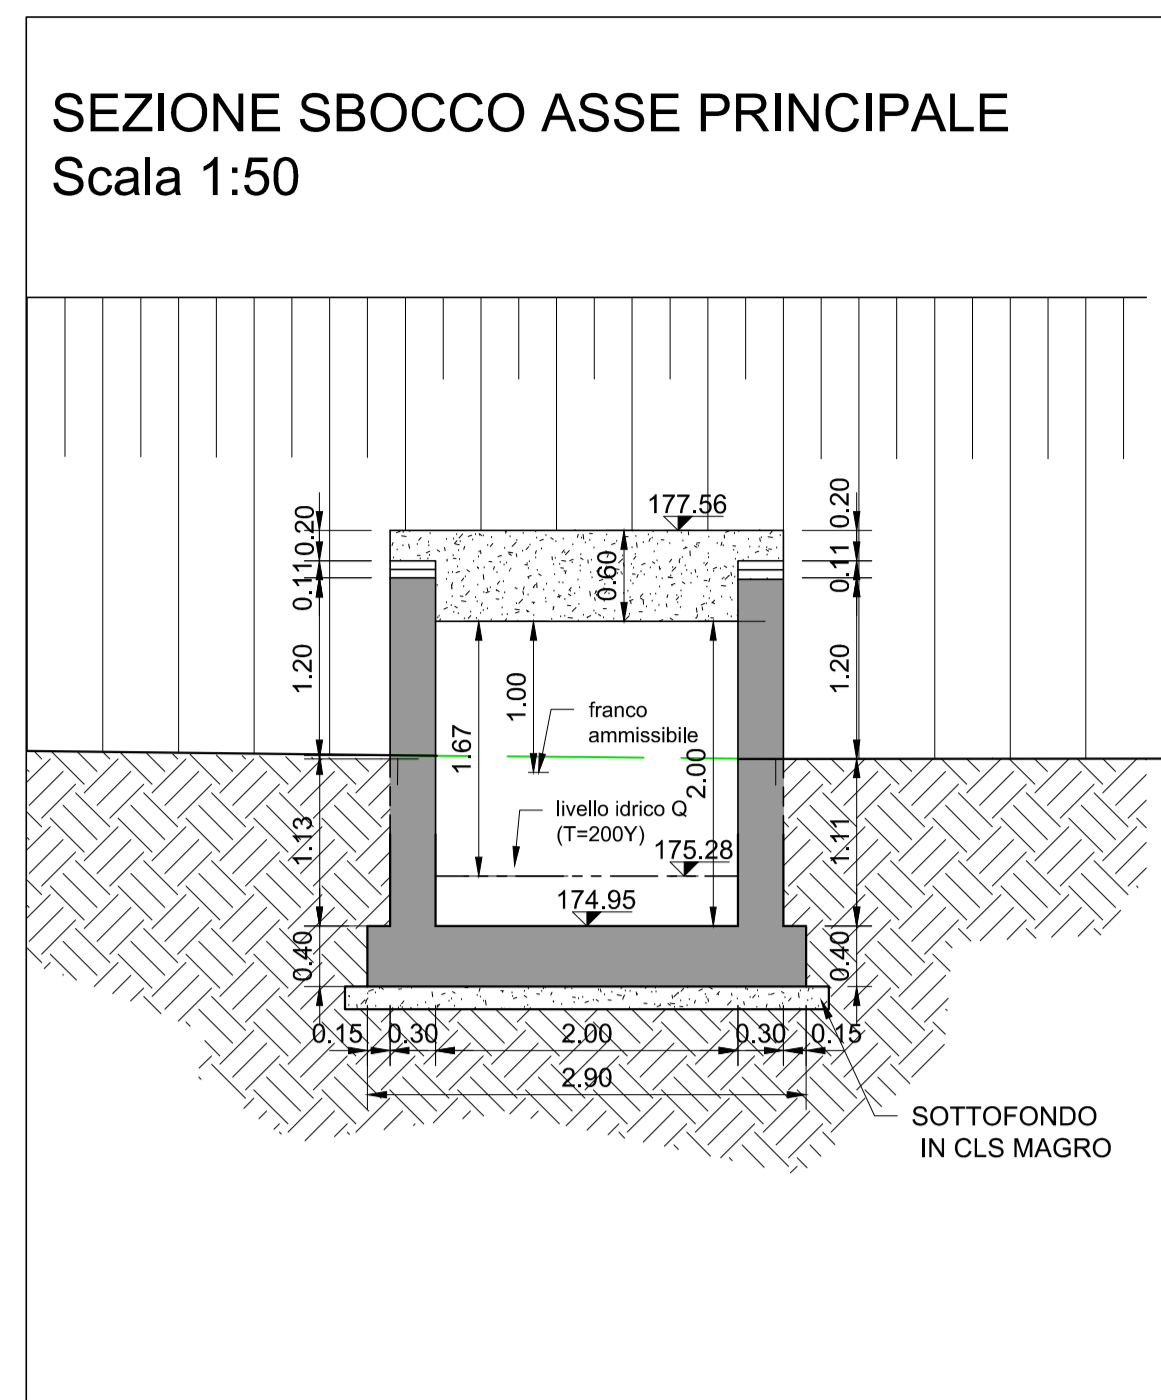 SEZIONE SBOCCO ASSE PRINCIPALE
Scala 1:50
177.56
0.20
0.20
0.11
0.11
0.60
1.20
1.20
1.00
1.67
2.00
franco
ammissibile
livello idrico Q
(T=200Y)
175.28
174.95
1.13
1.11
0.40
0.40
0.15
0.30
2.00
0.30
0.15
2.90
SOTTOFONDO
IN CLS MAGRO